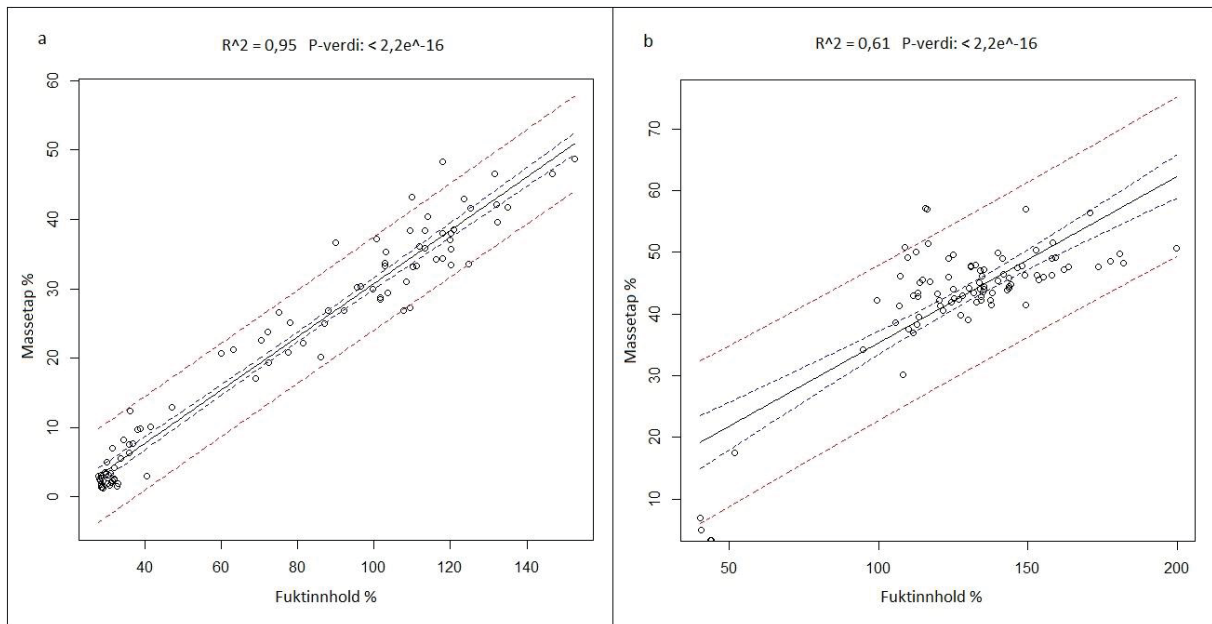 a
R^2 = 0,95 P-verdi: < 2,2e^-16
60
50
40
30
20
10
0
Massetap %
40 60 80 100 120 140
Fuktinnhold %
b
R^2 = 0,61 P-verdi: < 2,2e^-16
70
60
50
40
30
20
10
Massetap %
50 100 150 200
Fuktinnhold %